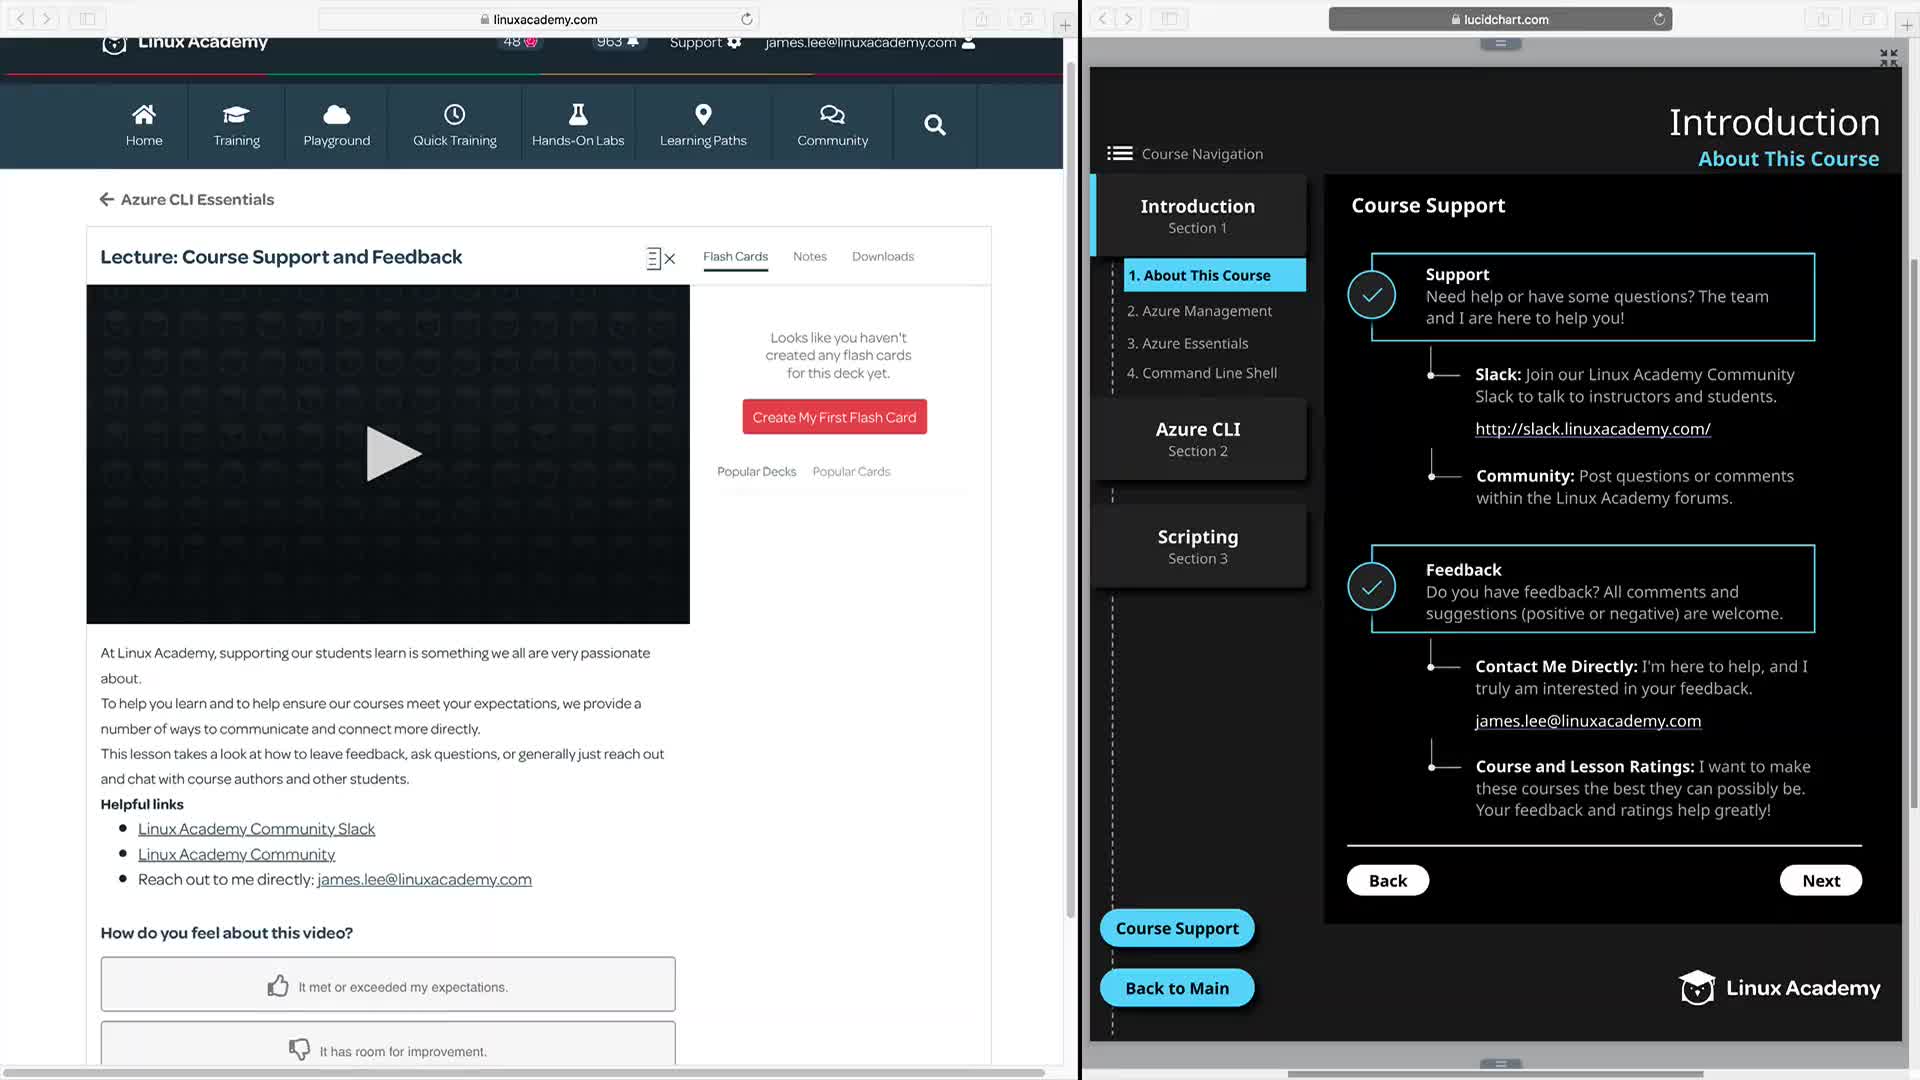 linuxacademy.com
Linux Academy
48
963
Support
james.lee@linuxacademy.com
Home
Training
Playground
Quick Training
Hands-On Labs
Learning Paths
Community
Azure CLI Essentials
Lecture: Course Support and Feedback
Flash Cards
Notes
Downloads
Looks like you haven't
created any flash cards
for this deck yet.
Create My First Flash Card
Popular Decks
Popular Cards
At Linux Academy, supporting our students learn is something we all are very passionate
about.
To help you learn and to help ensure our courses meet your expectations, we provide a
number of ways to communicate and connect more directly.
This lesson takes a look at how to leave feedback, ask questions, or generally just reach out
and chat with course authors and other students.
Helpful links
Linux Academy Community Slack
Linux Academy Community
Reach out to me directly: james.lee@linuxacademy.com
How do you feel about this video?
It met or exceeded my expectations.
It has room for improvement.
lucidchart.com
Introduction
About This Course
Course Navigation
Introduction
Section 1
1. About This Course
2. Azure Management
3. Azure Essentials
4. Command Line Shell
Azure CLI
Section 2
Scripting
Section 3
Course Support
Back to Main
Course Support
Support
Need help or have some questions? The team
and I are here to help you!
Slack: Join our Linux Academy Community
Slack to talk to instructors and students.
http://slack.linuxacademy.com/
Community: Post questions or comments
within the Linux Academy forums.
Feedback
Do you have feedback? All comments and
suggestions (positive or negative) are welcome.
Contact Me Directly: I'm here to help, and I
truly am interested in your feedback.
james.lee@linuxacademy.com
Course and Lesson Ratings: I want to make
these courses the best they can possibly be.
Your feedback and ratings help greatly!
Back
Next
Linux Academy